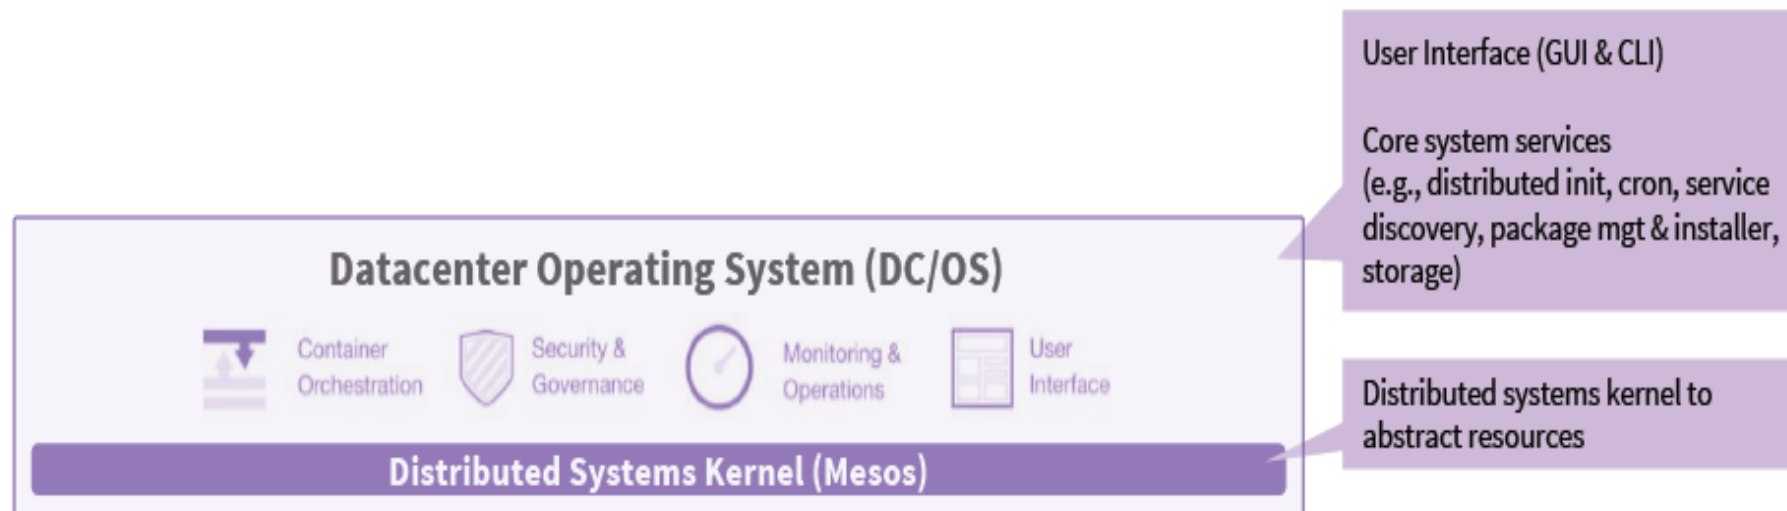 User Interface (GUI & CLI)
Core system services
(e.g., distributed init, cron, service
discovery, package mgt & installer,
storage)
Datacenter Operating System (DC/OS)
Container
Orchestration
Security &
Governance
Monitoring &
Operations
User
Interface
Distributed systems kernel to
abstract resources
Distributed Systems Kernel (Mesos)